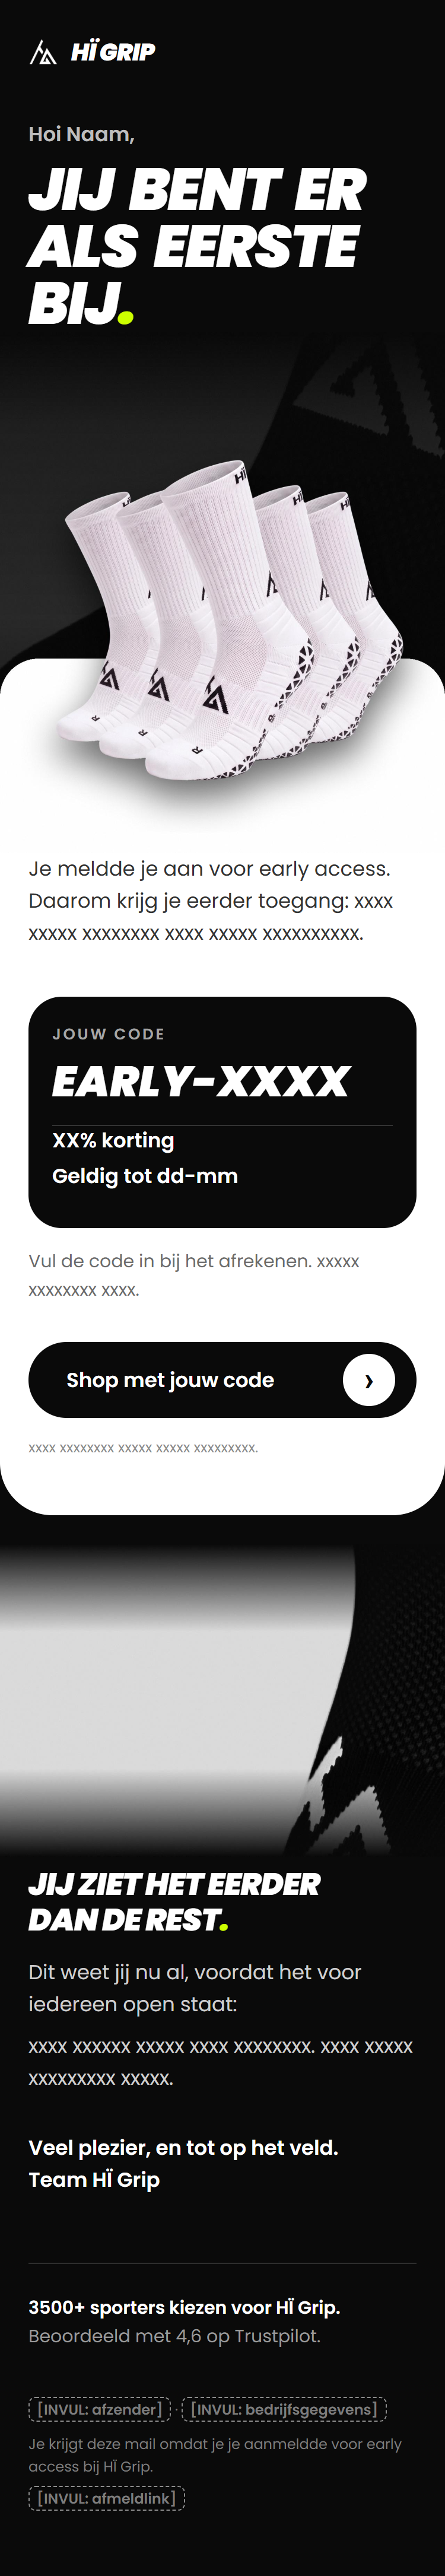 HÏ GRIP
Hoi Naam,
JIJ BENT ER
ALS EERSTE
BIJ.
HÏ
HÏ
HÏ
HÏ
R
R
R
Je meldde je aan voor early access.
Daarom krijg je eerder toegang: xxxx
xxxxx xxxxxxxx xxxx xxxxx xxxxxxxxxx.
JOUW CODE
EARLY-XXXX
XX% korting
Geldig tot dd-mm
Vul de code in bij het afrekenen. xxxxx
xxxxxxxx xxxx.
Shop met jouw code ›
xxxx xxxxxxxx xxxxx xxxxx xxxxxxxxx.
JIJ ZIET HET EERDER
DAN DE REST.
Dit weet jij nu al, voordat het voor
iedereen open staat:
xxxx xxxxxx xxxxx xxxx xxxxxxxx. xxxx xxxxx
xxxxxxxxx xxxxx.
Veel plezier, en tot op het veld.
Team HÏ Grip
3500+ sporters kiezen voor HÏ Grip.
Beoordeeld met 4,6 op Trustpilot.
[INVUL: afzender] · [INVUL: bedrijfsgegevens]
Je krijgt deze mail omdat je je aanmeldde voor early
access bij HÏ Grip.
[INVUL: afmeldlink]